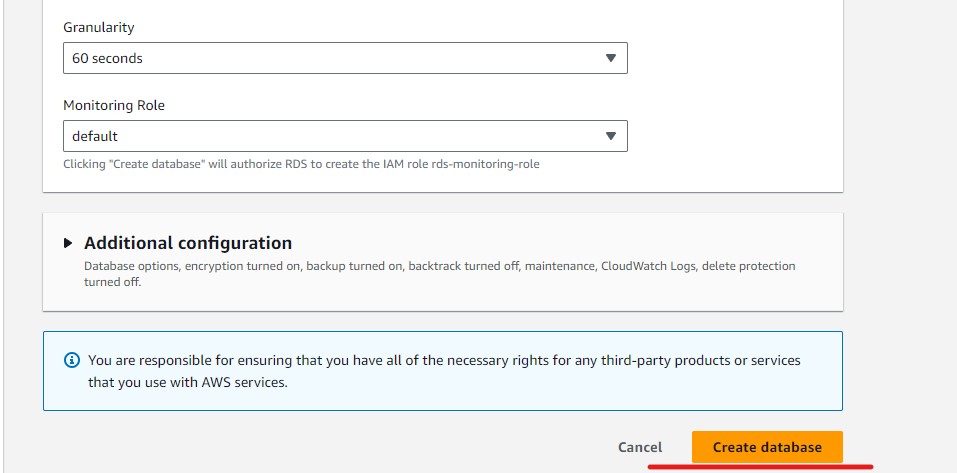 Granularity
60 seconds
Monitoring Role
default
Clicking "Create database" will authorize RDS to create the IAM role rds-monitoring-role
Additional configuration
Database options, encryption turned on, backup turned on, backtrack turned off, maintenance, CloudWatch Logs, delete protection
turned off.
You are responsible for ensuring that you have all of the necessary rights for any third-party products or services
that you use with AWS services.
Cancel Create database